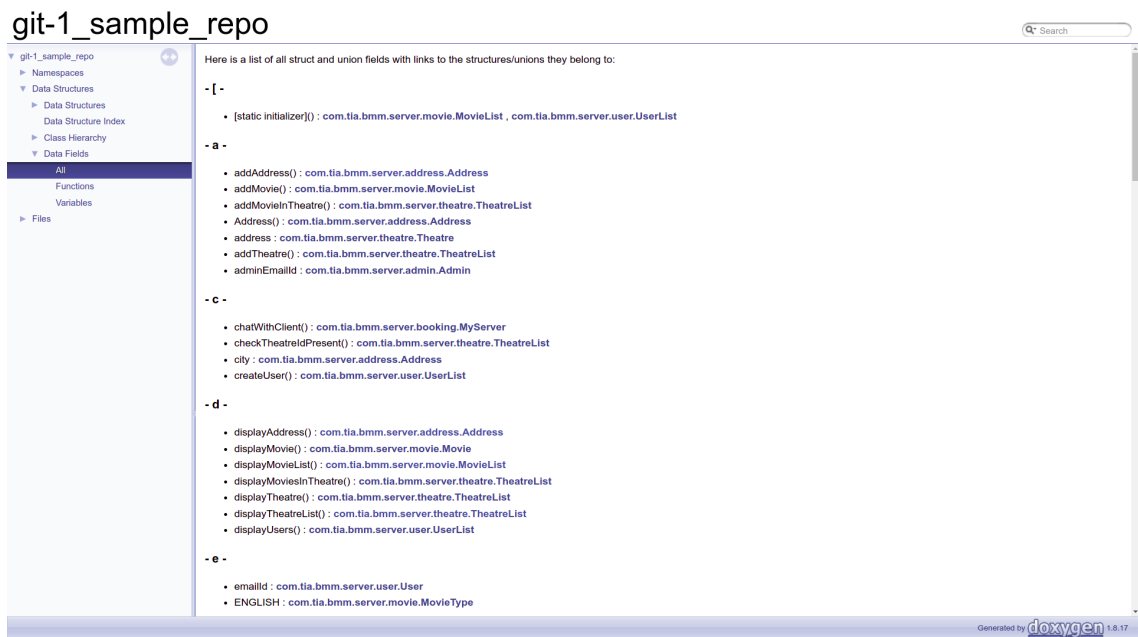 git-1_sample_repo
Search
git-1_sample_repo
Namespaces
Data Structures
Data Structures
Data Structure Index
Class Hierarchy
Data Fields
All
Functions
Variables
Files
Here is a list of all struct and union fields with links to the structures/unions they belong to:
- [ -
[static initializer]() : com.tia.bmm.server.movie.MovieList , com.tia.bmm.server.user.UserList
- a -
addAddress() : com.tia.bmm.server.address.Address
addMovie() : com.tia.bmm.server.movie.MovieList
addMovieInTheatre() : com.tia.bmm.server.theatre.TheatreList
Address() : com.tia.bmm.server.address.Address
address : com.tia.bmm.server.theatre.Theatre
addTheatre() : com.tia.bmm.server.theatre.TheatreList
adminEmailId : com.tia.bmm.server.admin.Admin
- c -
chatWithClient() : com.tia.bmm.server.booking.MyServer
checkTheatreIdPresent() : com.tia.bmm.server.theatre.TheatreList
city : com.tia.bmm.server.address.Address
createUser() : com.tia.bmm.server.user.UserList
- d -
displayAddress() : com.tia.bmm.server.address.Address
displayMovie() : com.tia.bmm.server.movie.Movie
displayMovieList() : com.tia.bmm.server.movie.MovieList
displayMoviesInTheatre() : com.tia.bmm.server.theatre.TheatreList
displayTheatre() : com.tia.bmm.server.theatre.TheatreList
displayTheatreList() : com.tia.bmm.server.theatre.TheatreList
displayUsers() : com.tia.bmm.server.user.UserList
- e -
emailId : com.tia.bmm.server.user.User
ENGLISH : com.tia.bmm.server.movie.MovieType
Generated by doxygen 1.8.17